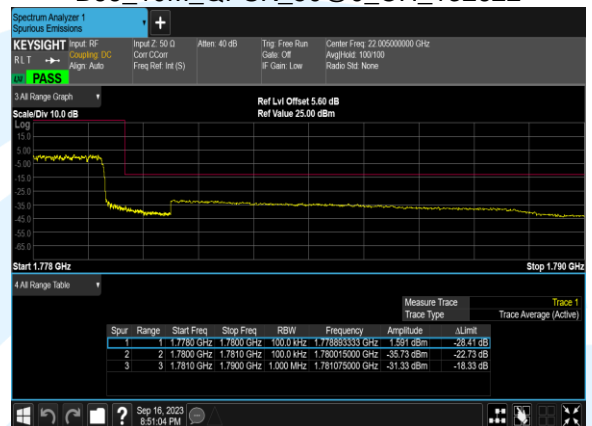 Spectrum Analyzer 1
Spurious Emissions
KEYSIGHT Input: RF
RLT
Coupling: DC
Align: Auto
Input Z: 50 Ω
Corr CCorr
Freq Ref: Int (S)
Atten: 40 dB
Trig: Free Run
Gate: Off
IF Gain: Low
Center Freq: 22.005000000 GHz
Avg|Hold: 100/100
Radio Std: None
PASS
3 All Range Graph
Ref Lvl Offset 5.60 dB
Scale/Div 10.0 dB
Ref Value 25.00 dBm
Log
15.0
5.00
-5.00
-15.0
-25.0
-35.0
-45.0
-55.0
-65.0
Start 1.778 GHz
Stop 1.790 GHz
4 All Range Table
Measure Trace Trace 1
Trace Type Trace Average (Active)
Spur Range Start Freq Stop Freq RBW Frequency Amplitude ΔLimit
1 1 1.7780 GHz 1.7800 GHz 100.0 kHz 1.778893333 GHz 1.591 dBm -28.41 dB
2 2 1.7800 GHz 1.7810 GHz 100.0 kHz 1.780015000 GHz -35.73 dBm -22.73 dB
3 3 1.7810 GHz 1.7900 GHz 1.000 MHz 1.781075000 GHz -31.33 dBm -18.33 dB
Sep 16, 2023
8:51:04 PM